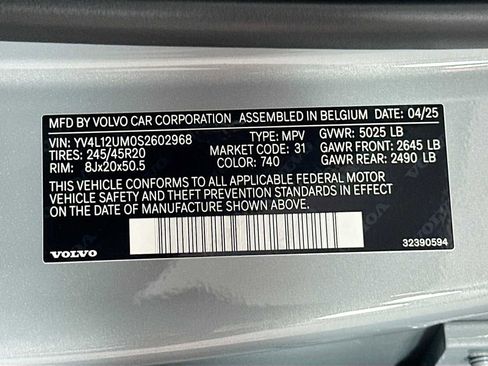 MFD BY VOLVO CAR CORPORATION ASSEMBLED IN BELGIUM DATE: 04/25
VIN: YV4L12UM0S2602968 TYPE: MPV GVWR: 5025 LB
TIRES: 245/45R20 MARKET CODE: 31 GAWR FRONT: 2645 LB
RIM: 8Jx20x50.5 COLOR: 740 GAWR REAR: 2490 LB
THIS VEHICLE CONFORMS TO ALL APPLICABLE FEDERAL MOTOR
VEHICLE SAFETY AND THEFT PREVENTION STANDARDS IN EFFECT
ON THE DATE OF MANUFACTURE SHOWN ABOVE.
VOLVO 32390594